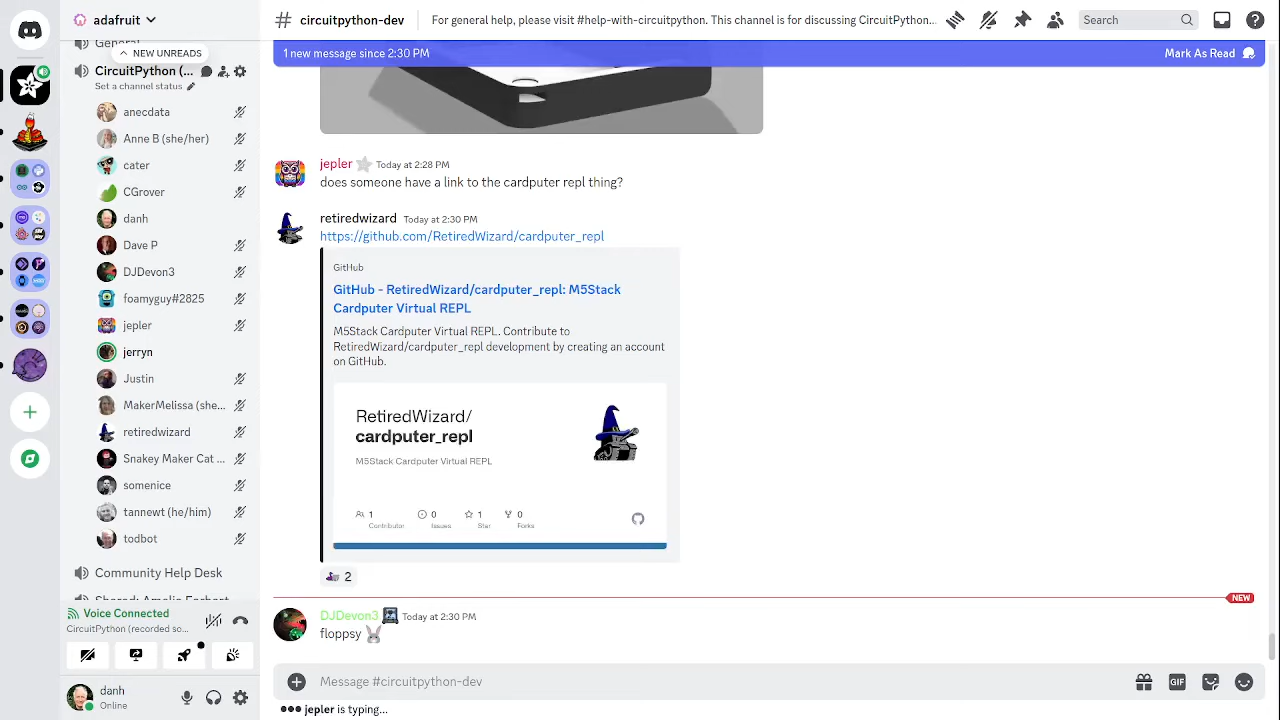 adafruit
General
NEW UNREADS
CircuitPython (...
Set a channel status
anecdata
Anne B (she/her)
cater
CGrover
danh
Dave P
DJDevon3
foamyguy#2825
jepler
jerryn
Justin
MakerMelissa (she...
retiredwizard
Snakey Maker Cat ...
somenice
tannewt (he/him)
todbot
Community Help Desk
Voice Connected
CircuitPython (recorded so...
danh
Online
# circuitpython-dev
For general help, please visit #help-with-circuitpython. This channel is for discussing CircuitPython...
Search
1 new message since 2:30 PM
Mark As Read
jepler Today at 2:28 PM
does someone have a link to the cardputer repl thing?
retiredwizard Today at 2:30 PM
https://github.com/RetiredWizard/cardputer_repl
GitHub
GitHub - RetiredWizard/cardputer_repl: M5Stack
Cardputer Virtual REPL
M5Stack Cardputer Virtual REPL. Contribute to
RetiredWizard/cardputer_repl development by creating an account
on GitHub.
RetiredWizard/
cardputer_repl
M5Stack Cardputer Virtual REPL
1 0 1 0
Contributor Issues Star Forks
2
NEW
DJDevon3 Today at 2:30 PM
floppsy
Message #circuitpython-dev
GIF
jepler is typing...